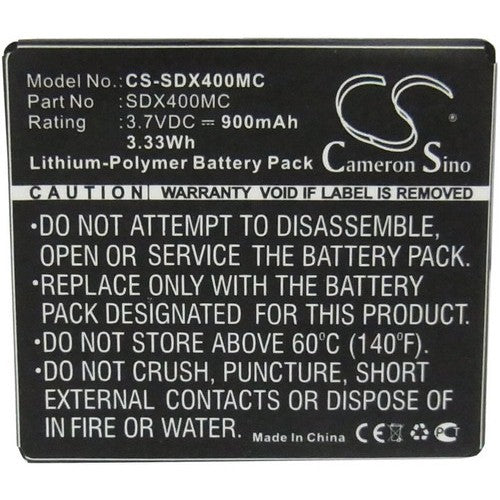 Model No.: CS-SDX400MC
Part No : SDX400MC
Rating : 3.7VDC ⎓ 900mAh
3.33Wh
Lithium-Polymer Battery Pack
CS
Cameron Sino
WARRANTY VOID IF LABEL IS REMOVED
•DO NOT ATTEMPT TO DISASSEMBLE,
OPEN OR SERVICE THE BATTERY PACK.
•REPLACE ONLY WITH THE BATTERY
PACK DESIGNATED FOR THIS
PRODUCT.
•DO NOT STORE ABOVE 60°C (140°F).
•DO NOT CRUSH, PUNCTURE, SHORT
EXTERNAL CONTACTS OR DISPOSE OF
IN FIRE OR WATER.
Made In China
CE